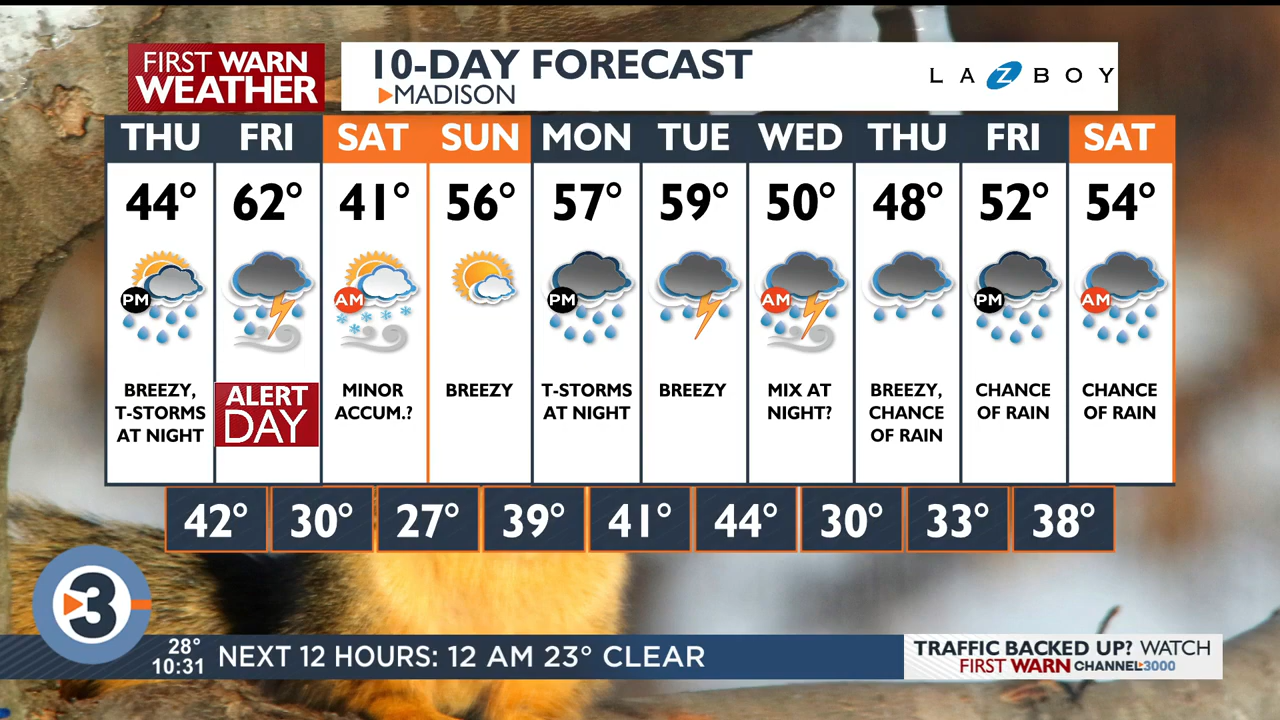 FIRST WARN
WEATHER
10-DAY FORECAST
MADISON
LA Z BOY
THU FRI SAT SUN MON TUE WED THU FRI SAT
44° 62° 41° 56° 57° 59° 50° 48° 52° 54°
PM AM PM AM PM AM
BREEZY, T-STORMS AT NIGHT
ALERT DAY
MINOR ACCUM.?
BREEZY
T-STORMS AT NIGHT
BREEZY
MIX AT NIGHT?
BREEZY, CHANCE OF RAIN
CHANCE OF RAIN
CHANCE OF RAIN
42° 30° 27° 39° 41° 44° 30° 33° 38°
3
28°
10:31
NEXT 12 HOURS: 12 AM 23° CLEAR
TRAFFIC BACKED UP? WATCH
FIRST WARN CHANNEL3000